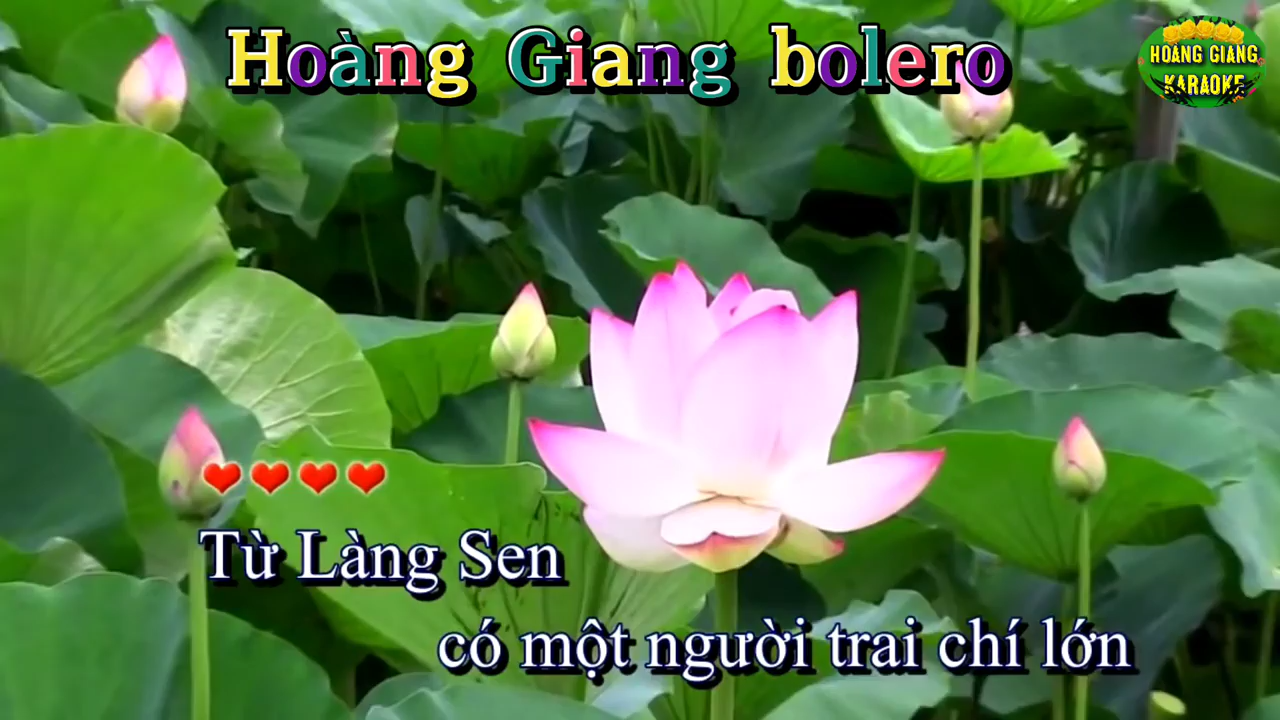 Hoàng Giang bolero
HOÀNG GIANG
KARAOKE
Từ Làng Sen
có một người trai chí lớn